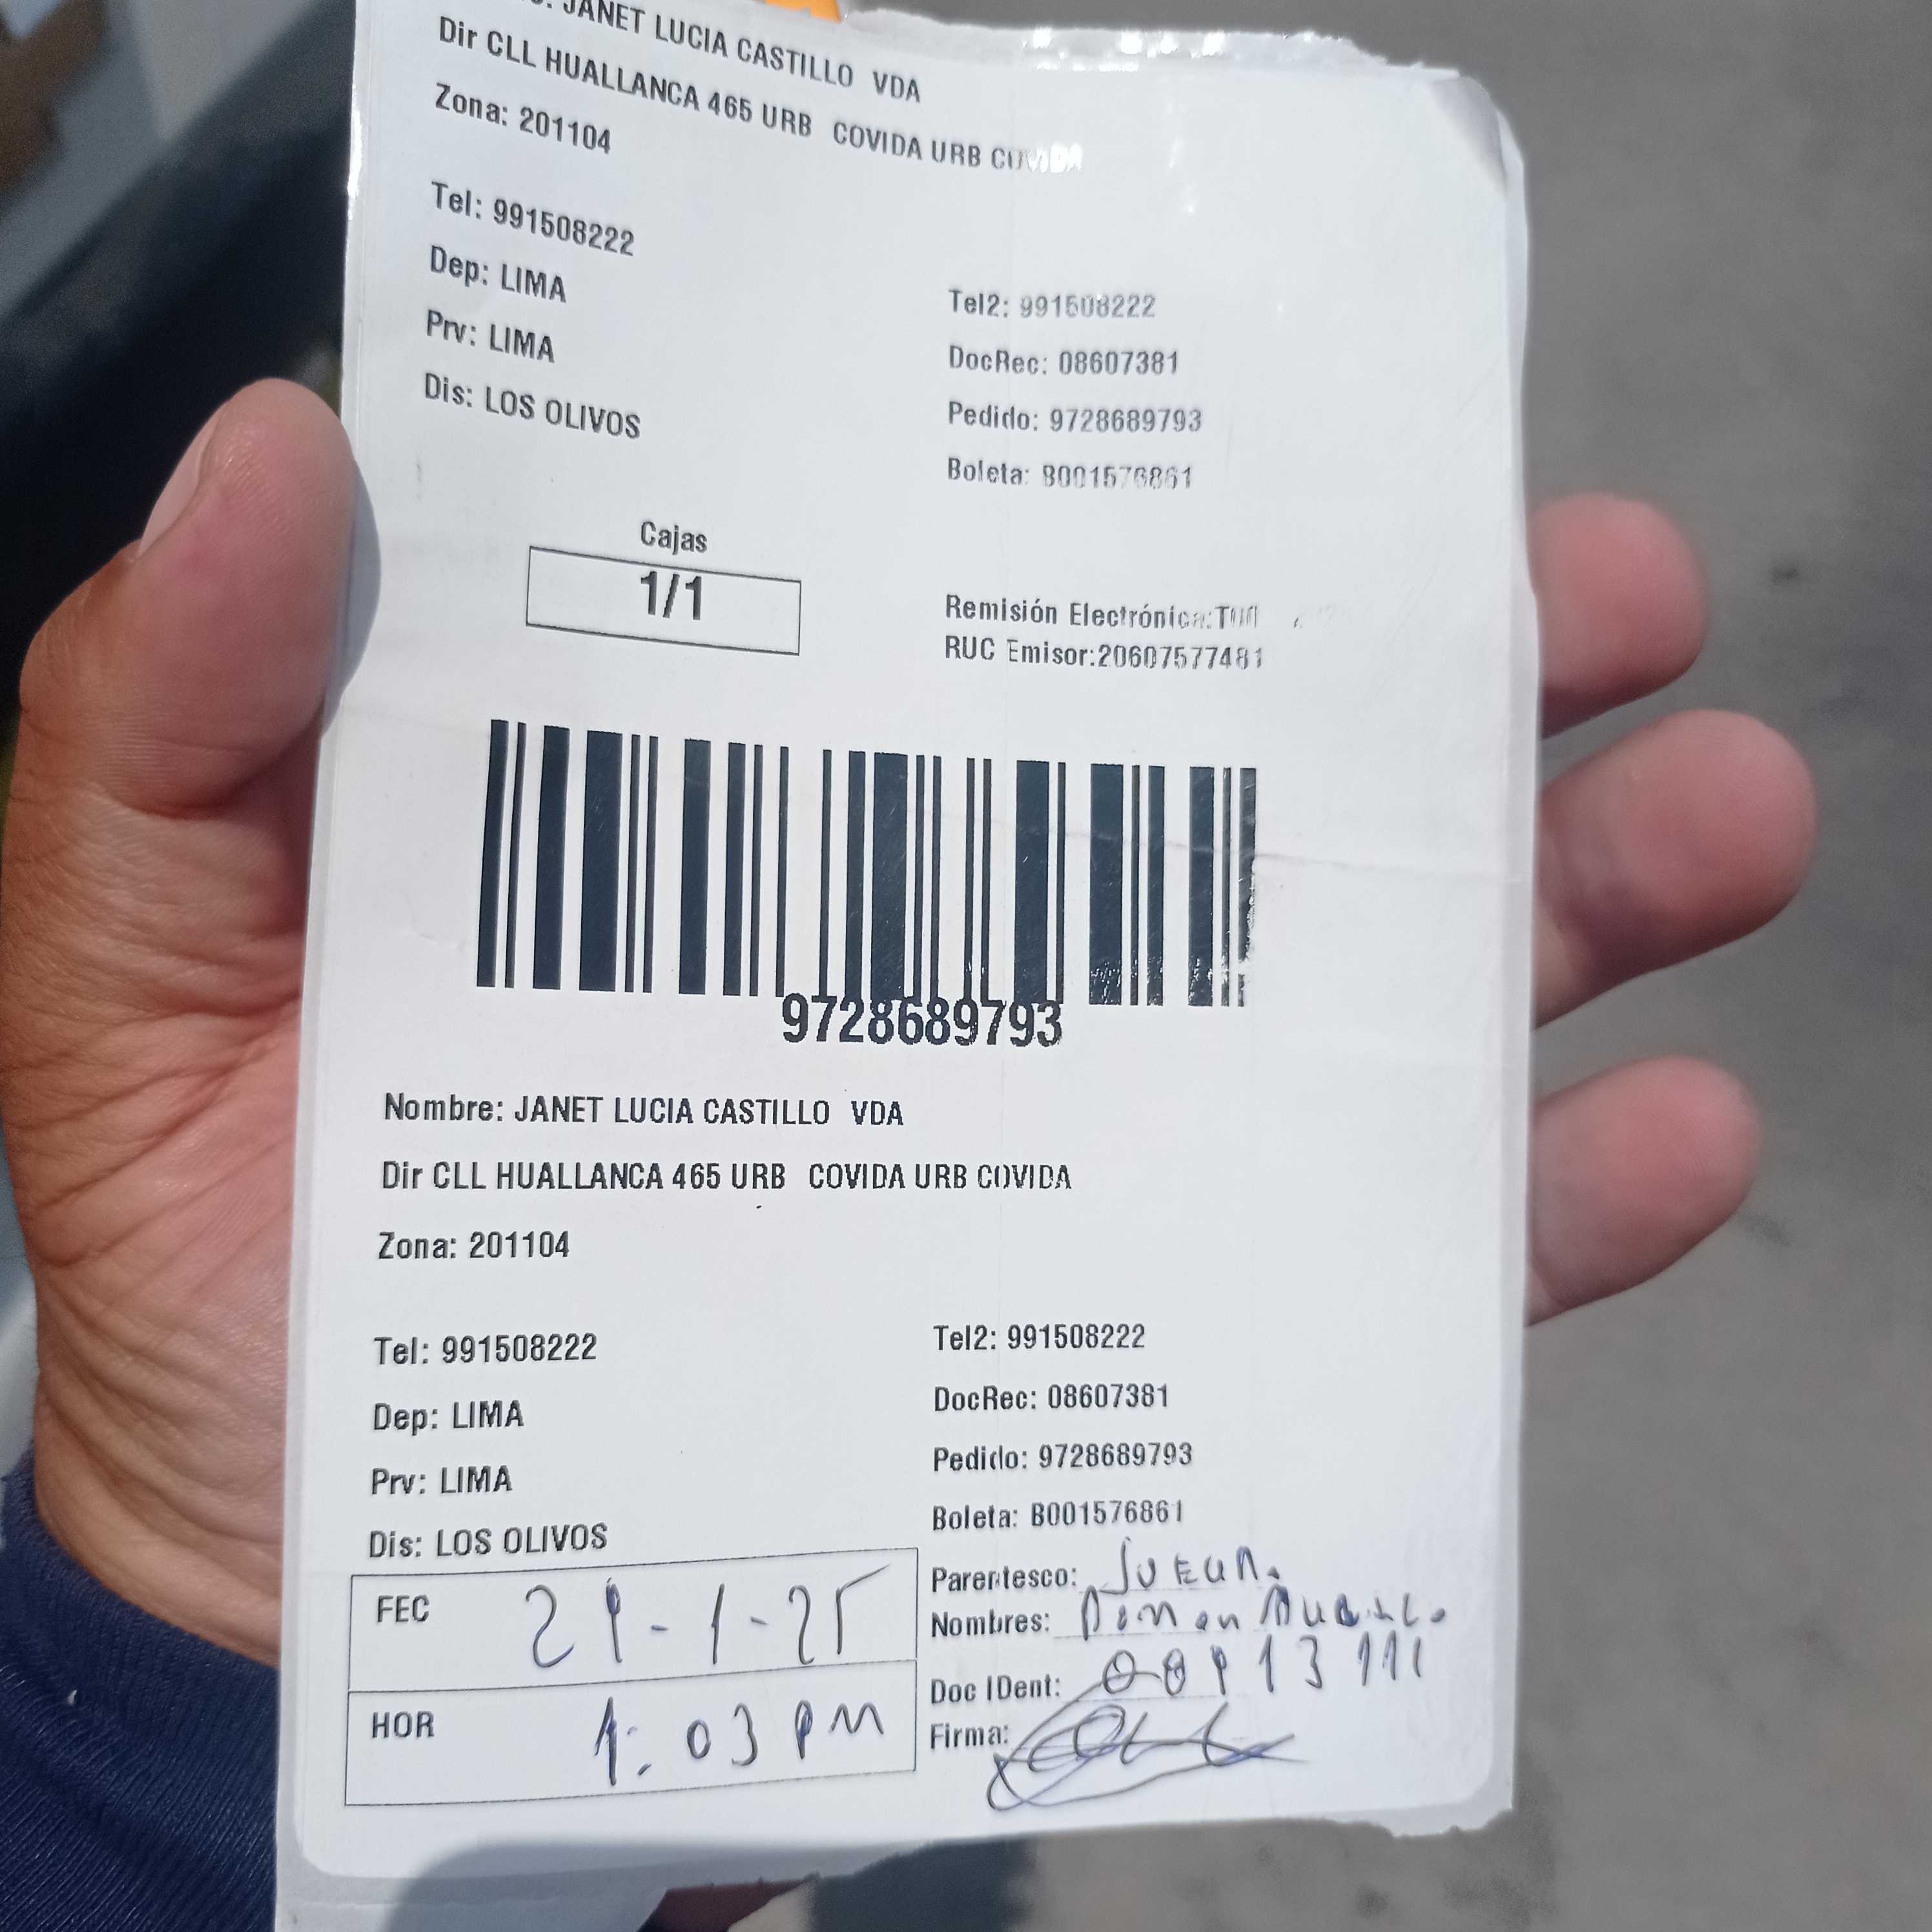 JANET LUCIA CASTILLO VDA
Dir CLL HUALLANCA 465 URB COVIDA URB COVIDA
Zona: 201104
Tel: 991508222
Dep: LIMA
Prv: LIMA
Dis: LOS OLIVOS
Tel2: 991508222
DocRec: 08607381
Pedido: 9728689793
Boleta: B001576861
Cajas
1/1
Remisión Electrónica:
RUC Emisor:20607577481
9728689793
Nombre: JANET LUCIA CASTILLO VDA
Dir CLL HUALLANCA 465 URB COVIDA URB COVIDA
Zona: 201104
Tel: 991508222
Dep: LIMA
Prv: LIMA
Dis: LOS OLIVOS
Tel2: 991508222
DocRec: 08607381
Pedido: 9728689793
Boleta: B001576861
FEC 29-1-25
HOR 1:03 PM
Parentesco:
Nombres:
Doc IDent:
Firma: